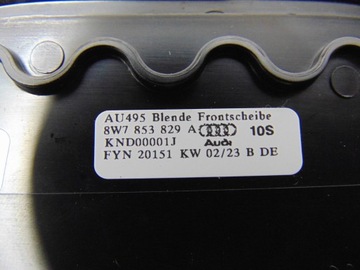 AU495 Blende Frontscheibe
8W7 853 829 A 10S
KND00001J Audi
FYN 20151 KW 02/23 B DE